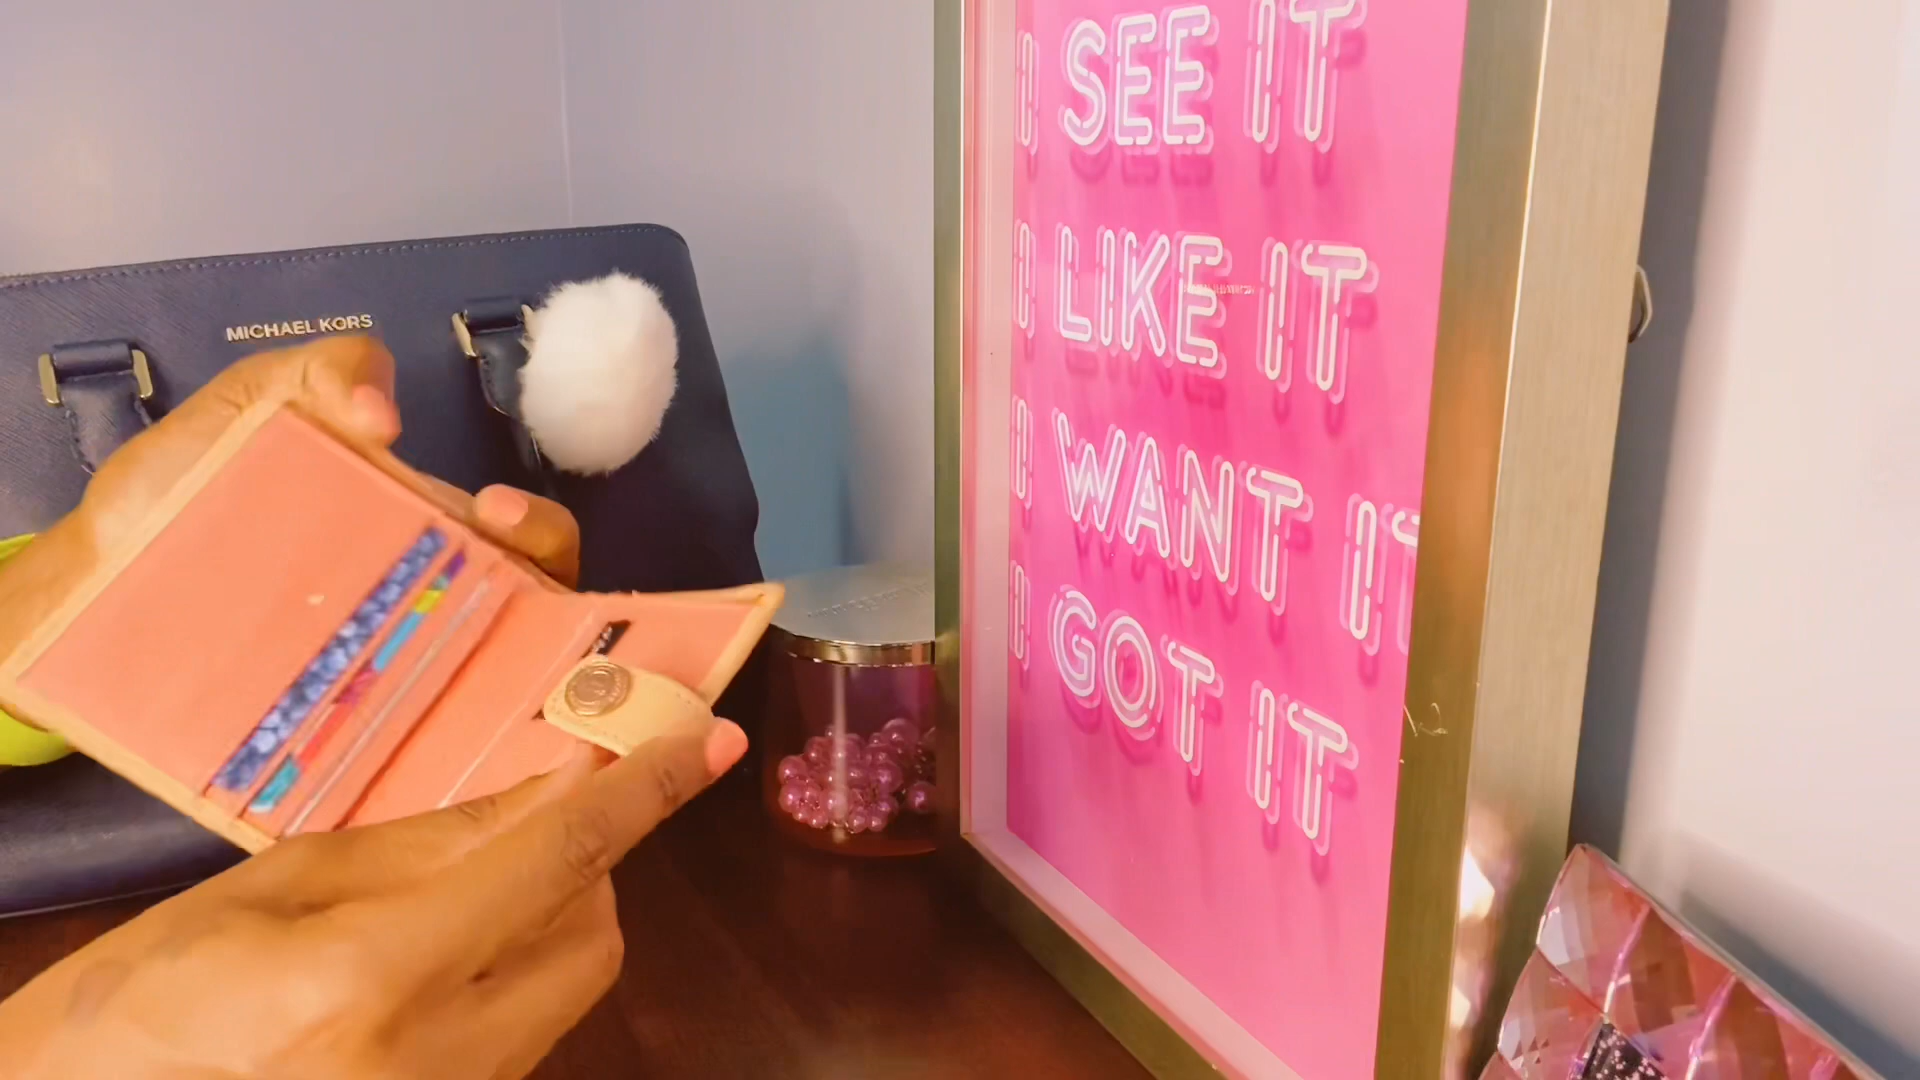 MICHAEL KORS
I SEE IT
I LIKE IT
I WANT IT
I GOT IT